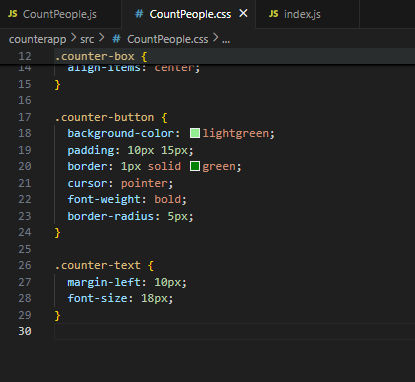 JS CountPeople.js
# CountPeople.css ×
JS index.js
counterapp > src > # CountPeople.css > ...
12 .counter-box {
14 align-items: center;
15 }
16
17 .counter-button {
18 background-color: lightgreen;
19 padding: 10px 15px;
20 border: 1px solid green;
21 cursor: pointer;
22 font-weight: bold;
23 border-radius: 5px;
24 }
25
26 .counter-text {
27 margin-left: 10px;
28 font-size: 18px;
29 }
30